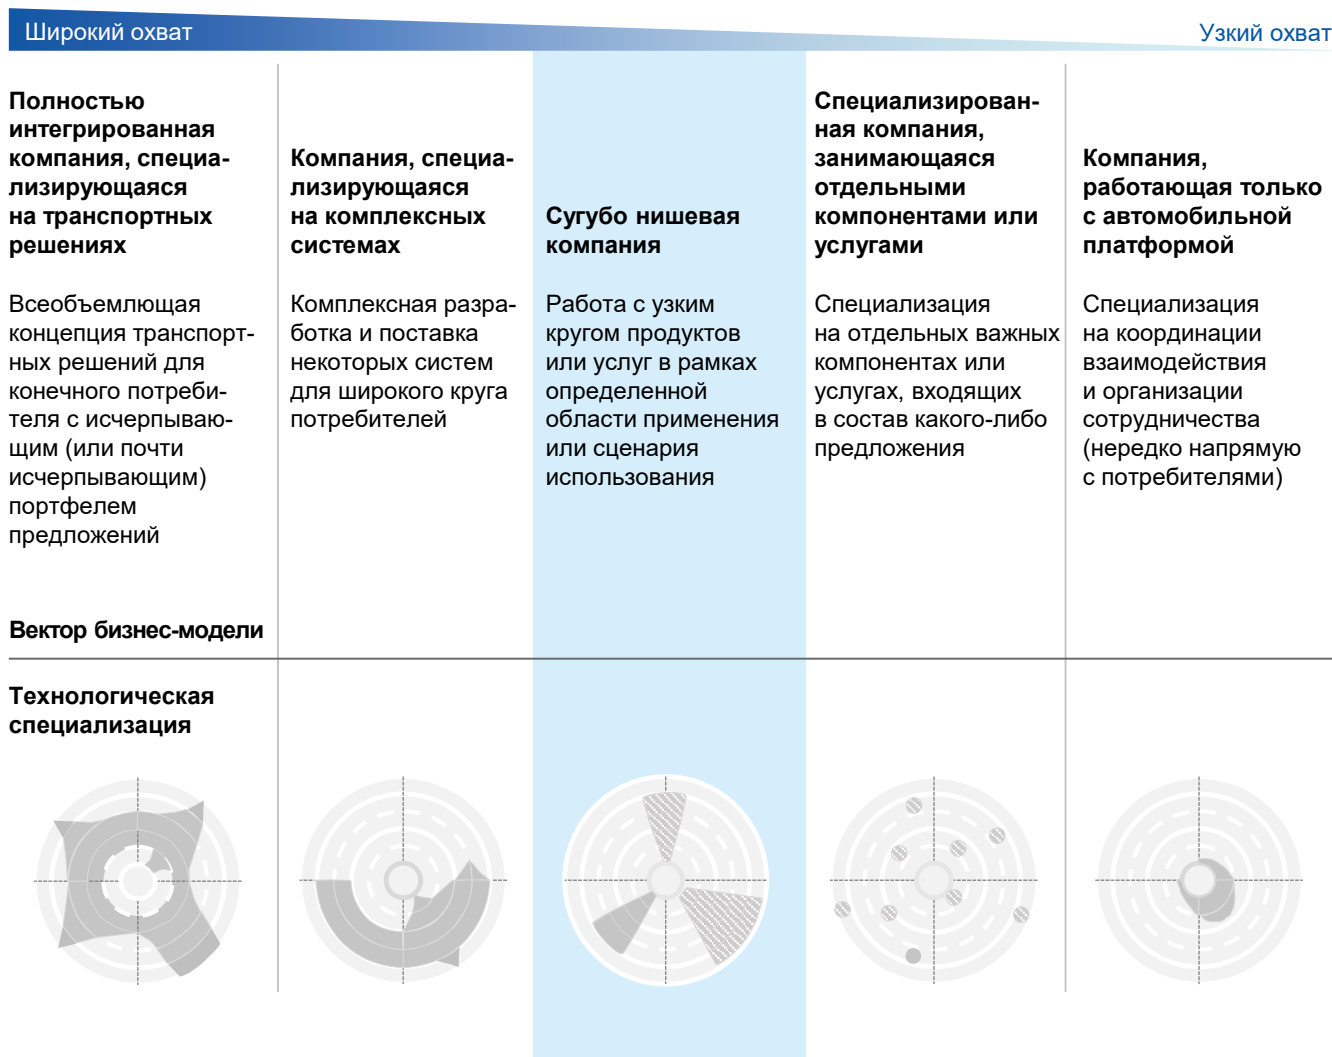 Широкий охват
Узкий охват
Полностью
интегрированная
компания, специа-
лизирующаяся
на транспортных
решениях
Всеобъемлющая
концепция транспорт-
ных решений для
конечного потреби-
теля с исчерпываю-
щим (или почти
исчерпывающим)
портфелем
предложений
Компания, специа-
лизирующаяся
на комплексных
системах
Комплексная разра-
ботка и поставка
некоторых систем
для широкого круга
потребителей
Сугубо нишевая
компания
Работа с узким
кругом продуктов
или услуг в рамках
определенной
области применения
или сценария
использования
Специализирован-
ная компания,
занимающаяся
отдельными
компонентами или
услугами
Специализация
на отдельных важных
компонентах или
услугах, входящих
в состав какого-либо
предложения
Компания,
работающая только
с автомобильной
платформой
Специализация
на координации
взаимодействия
и организации
сотрудничества
(нередко напрямую
с потребителями)
Вектор бизнес-модели
Технологическая
специализация